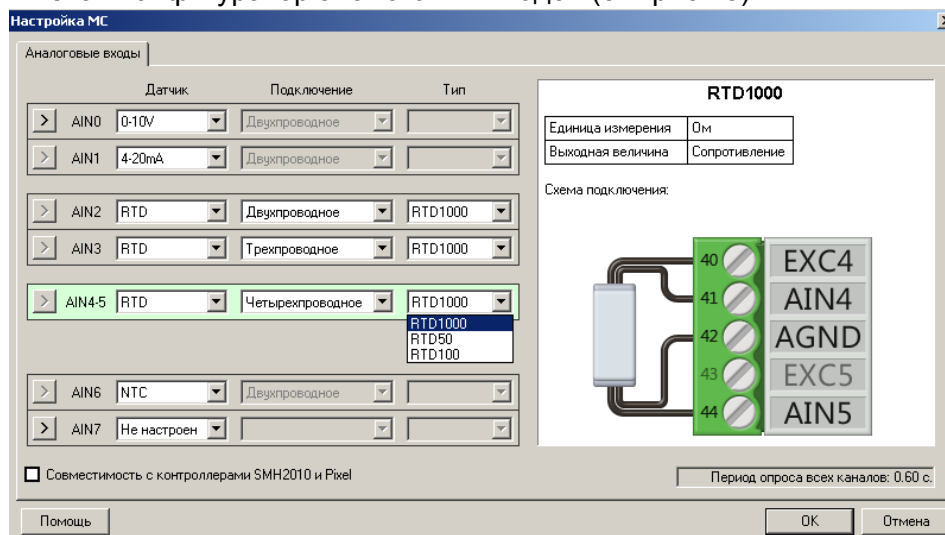 Настройка МС
Аналоговые входы
Датчик Подключение Тип
> AIN0 0-10V Двухпроводное
> AIN1 4-20mA Двухпроводное
> AIN2 RTD Двухпроводное RTD1000
> AIN3 RTD Трехпроводное RTD1000
> AIN4-5 RTD Четырехпроводное RTD1000
RTD1000
RTD50
RTD100
> AIN6 NTC Двухпроводное
> AIN7 Не настроен
Совместимость с контроллерами SMH2010 и Pixel
RTD1000
Единица измерения Ом
Выходная величина Сопротивление
Схема подключения:
40 EXC4
41 AIN4
42 AGND
43 EXC5
44 AIN5
Период опроса всех каналов: 0.60 с.
Помощь OK Отмена